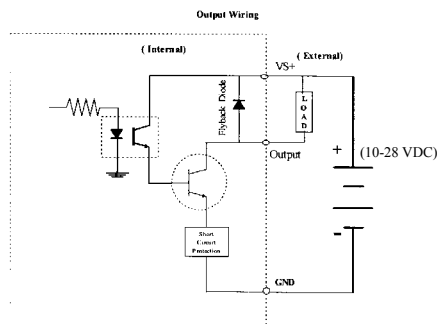 Output Wiring
( Internal)
( External)
VS+
Flyback Diode
LOAD
Output
+
(10-28 VDC)
-
Short
Circuit
Protection
GND